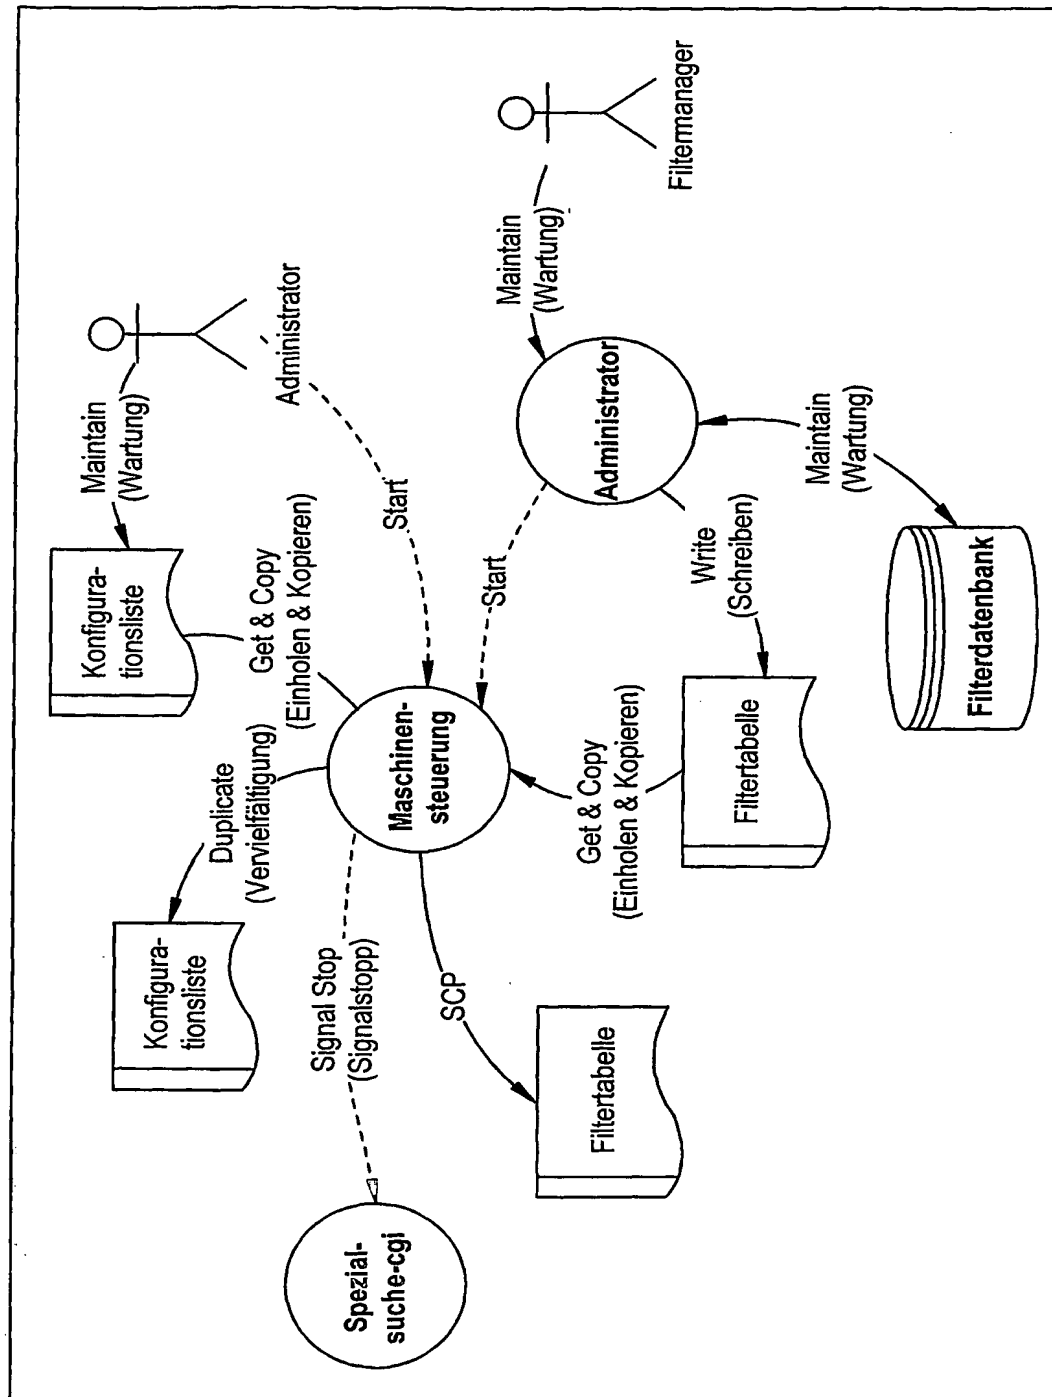 Konfigura-
tionsliste
Maintain
(Wartung)
Konfigura-
tionsliste
Duplicate
(Vervielfältigung)
Get & Copy
(Einholen & Kopieren)
Administrator
Signal Stop
(Signalstopp)
Start
Spezial-
suche-cgi
Maschinen-
steuerung
SCP
Start
Maintain
(Wartung)
Filtertabelle
Get & Copy
(Einholen & Kopieren)
Administrator
Filtermanager
Write
(Schreiben)
Filtertabelle
Maintain
(Wartung)
Filterdatenbank